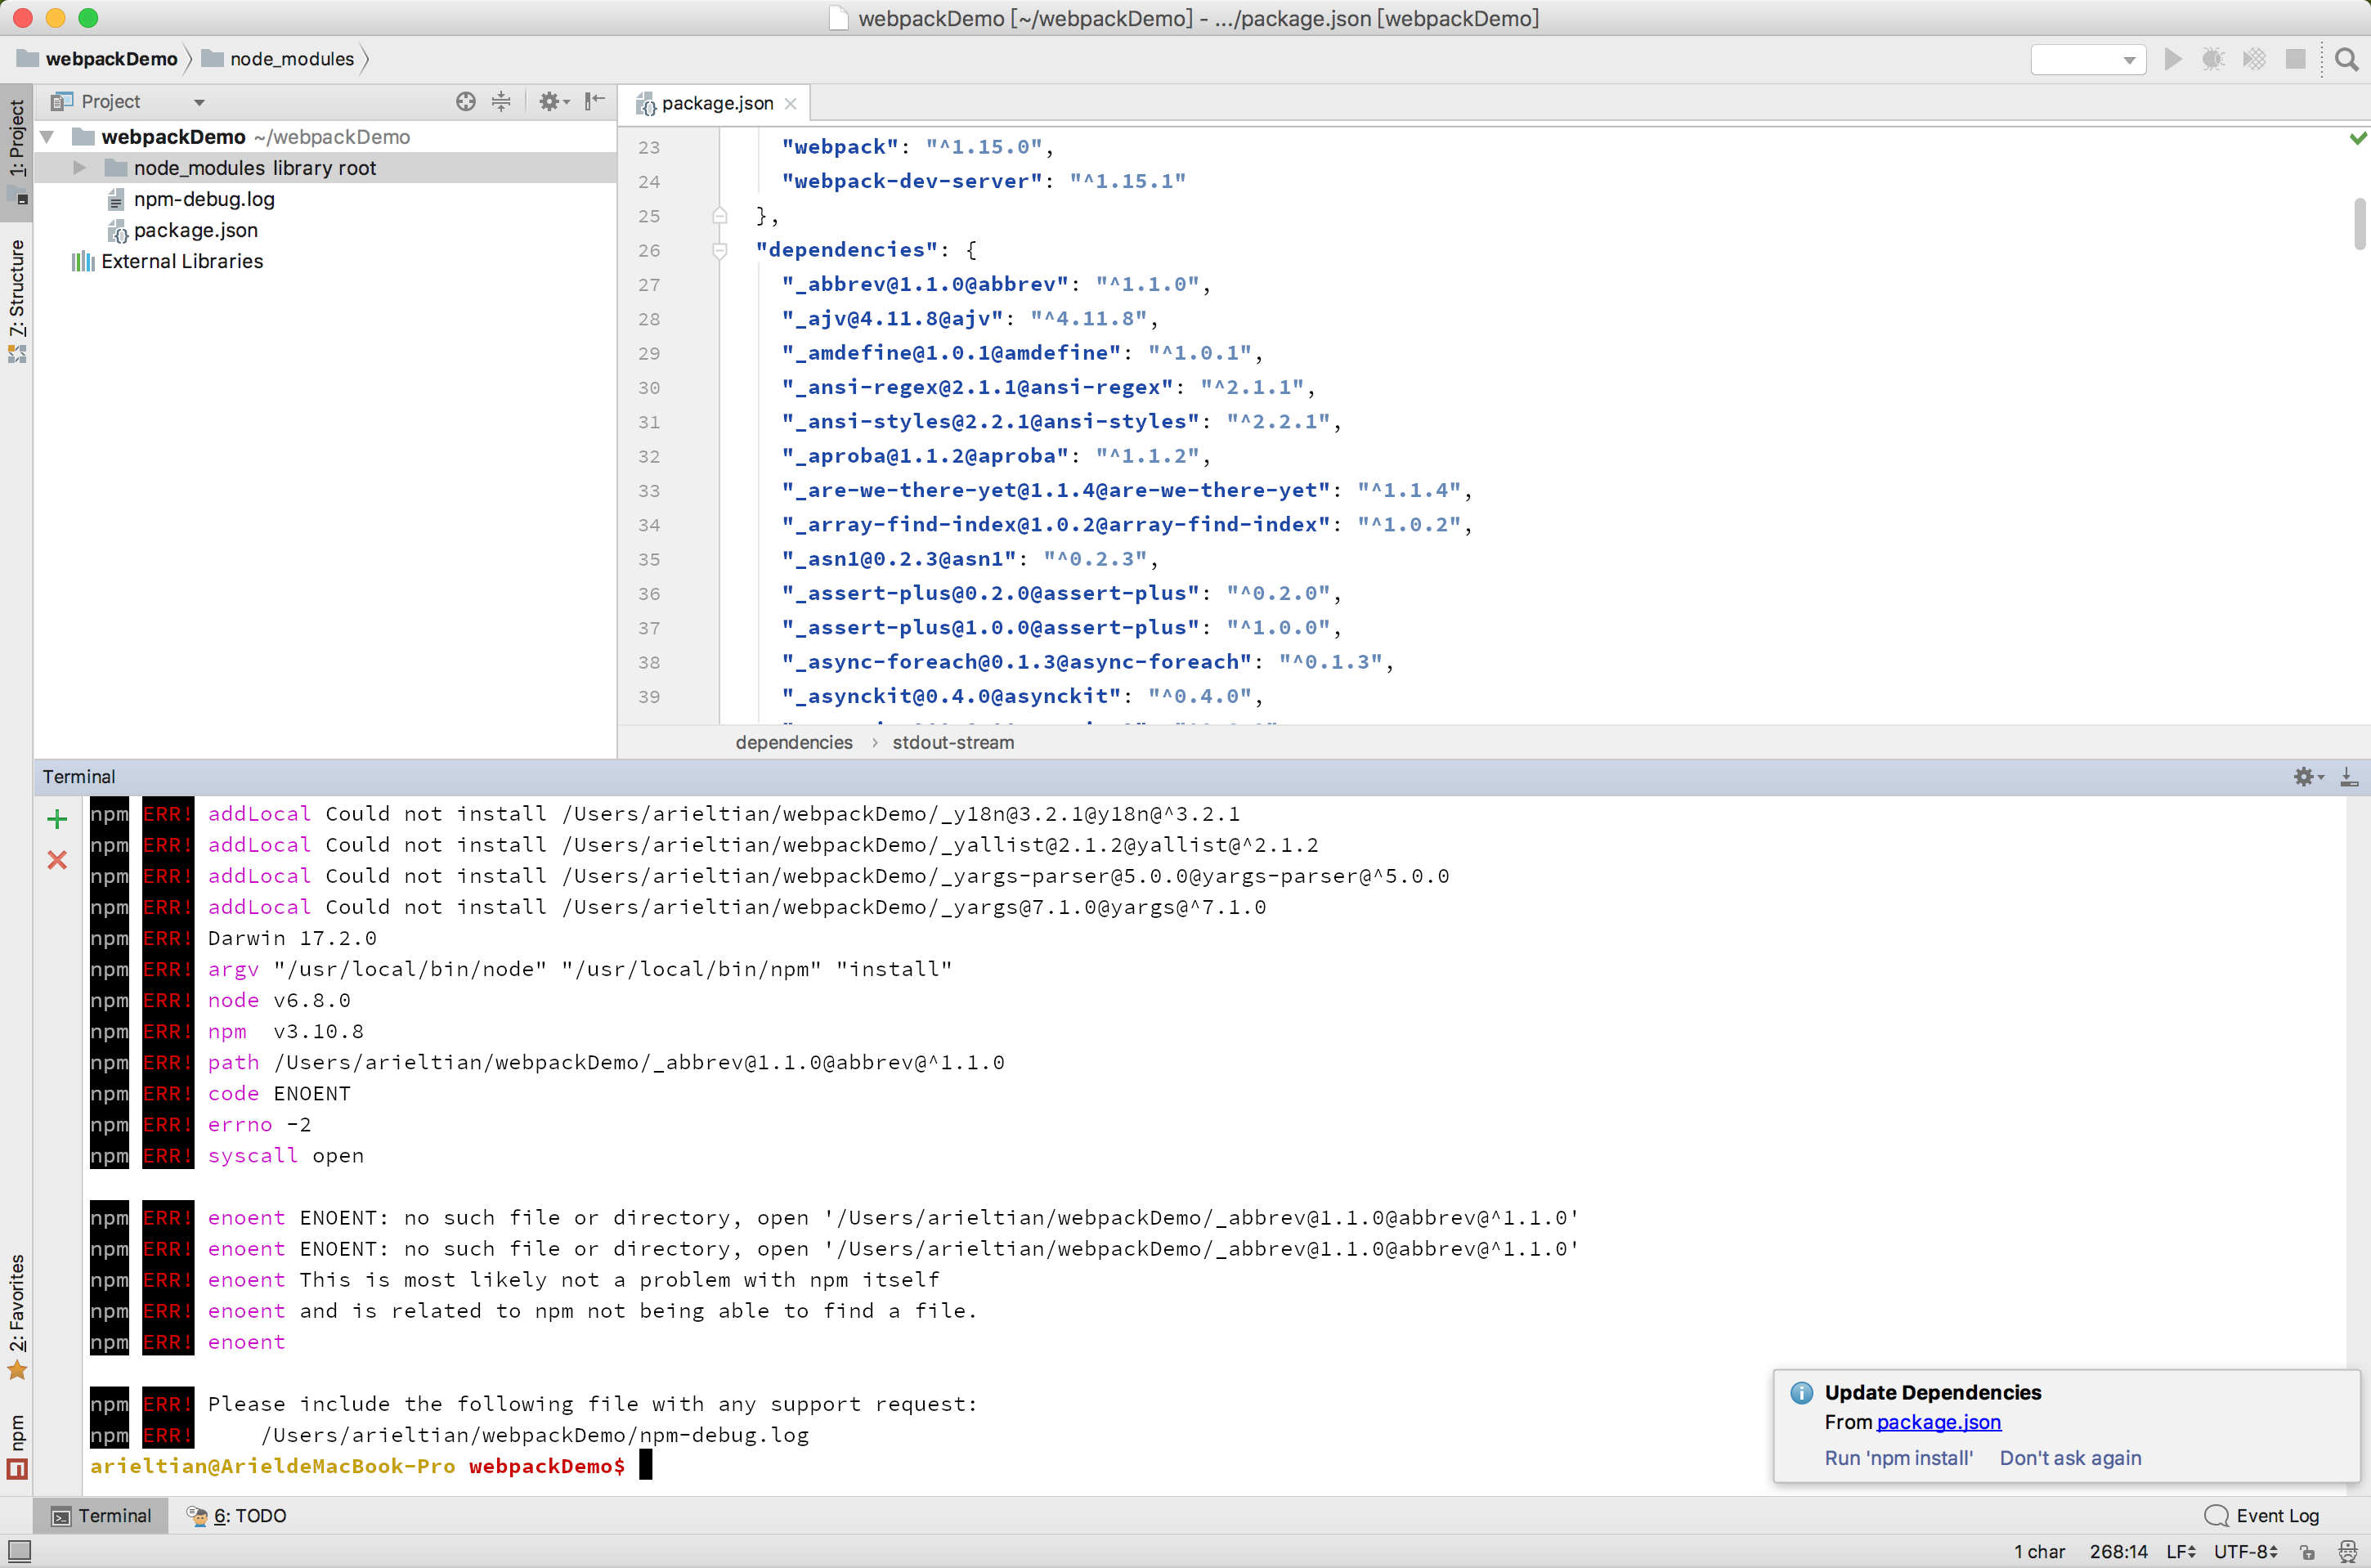 webpackDemo [~/webpackDemo] - .../package.json [webpackDemo]
webpackDemo node_modules
1: Project
7: Structure
2: Favorites
npm
Project
webpackDemo ~/webpackDemo
node_modules library root
npm-debug.log
package.json
External Libraries
package.json
23 "webpack": "^1.15.0",
24 "webpack-dev-server": "^1.15.1"
25 },
26 "dependencies": {
27 "_abbrev@1.1.0@abbrev": "^1.1.0",
28 "_ajv@4.11.8@ajv": "^4.11.8",
29 "_amdefine@1.0.1@amdefine": "^1.0.1",
30 "_ansi-regex@2.1.1@ansi-regex": "^2.1.1",
31 "_ansi-styles@2.2.1@ansi-styles": "^2.2.1",
32 "_aproba@1.1.2@aproba": "^1.1.2",
33 "_are-we-there-yet@1.1.4@are-we-there-yet": "^1.1.4",
34 "_array-find-index@1.0.2@array-find-index": "^1.0.2",
35 "_asn1@0.2.3@asn1": "^0.2.3",
36 "_assert-plus@0.2.0@assert-plus": "^0.2.0",
37 "_assert-plus@1.0.0@assert-plus": "^1.0.0",
38 "_async-foreach@0.1.3@async-foreach": "^0.1.3",
39 "_asynckit@0.4.0@asynckit": "^0.4.0",
dependencies › stdout-stream
Terminal
npm ERR! addLocal Could not install /Users/arieltian/webpackDemo/_y18n@3.2.1@y18n@^3.2.1
npm ERR! addLocal Could not install /Users/arieltian/webpackDemo/_yallist@2.1.2@yallist@^2.1.2
npm ERR! addLocal Could not install /Users/arieltian/webpackDemo/_yargs-parser@5.0.0@yargs-parser@^5.0.0
npm ERR! addLocal Could not install /Users/arieltian/webpackDemo/_yargs@7.1.0@yargs@^7.1.0
npm ERR! Darwin 17.2.0
npm ERR! argv "/usr/local/bin/node" "/usr/local/bin/npm" "install"
npm ERR! node v6.8.0
npm ERR! npm  v3.10.8
npm ERR! path /Users/arieltian/webpackDemo/_abbrev@1.1.0@abbrev@^1.1.0
npm ERR! code ENOENT
npm ERR! errno -2
npm ERR! syscall open
npm ERR! enoent ENOENT: no such file or directory, open '/Users/arieltian/webpackDemo/_abbrev@1.1.0@abbrev@^1.1.0'
npm ERR! enoent ENOENT: no such file or directory, open '/Users/arieltian/webpackDemo/_abbrev@1.1.0@abbrev@^1.1.0'
npm ERR! enoent This is most likely not a problem with npm itself
npm ERR! enoent and is related to npm not being able to find a file.
npm ERR! enoent
npm ERR! Please include the following file with any support request:
npm ERR!     /Users/arieltian/webpackDemo/npm-debug.log
arieltian@ArieldeMacBook-Pro webpackDemo$
Update Dependencies
From package.json
Run 'npm install' Don't ask again
Terminal 6: TODO Event Log
1 char 268:14 LF UTF-8